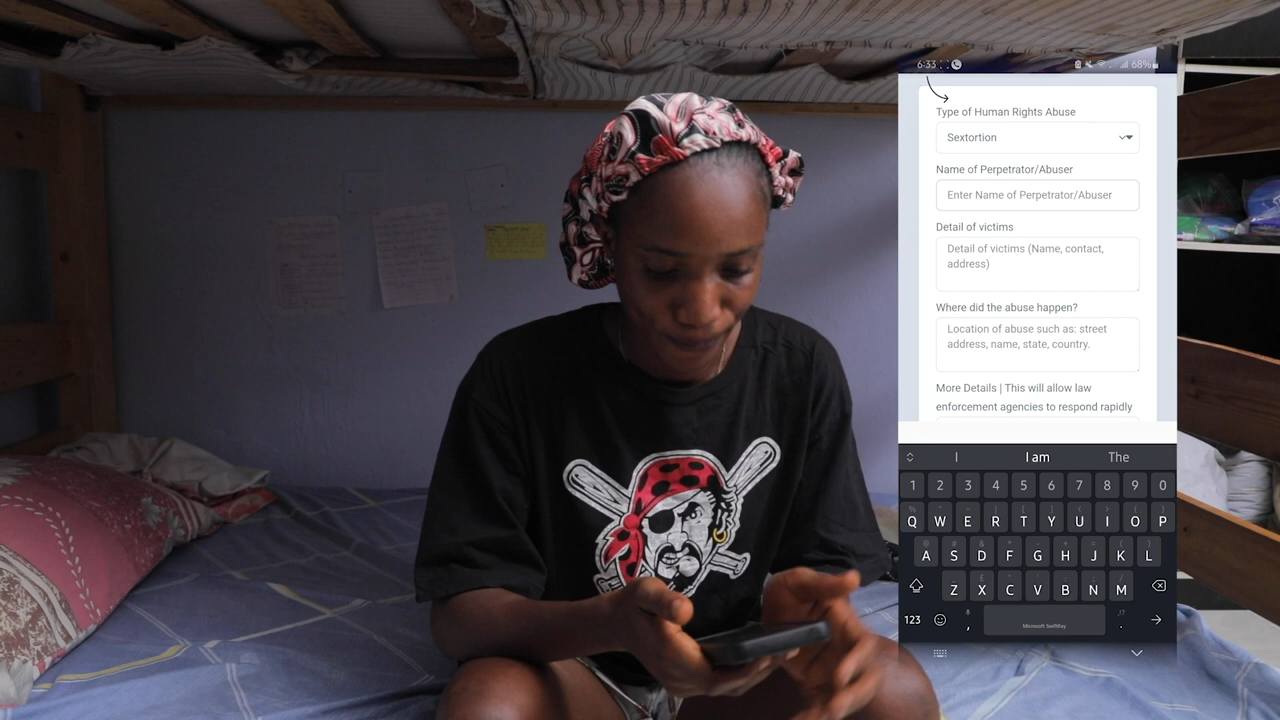 6:33
68%
Type of Human Rights Abuse
Sextortion
Name of Perpetrator/Abuser
Enter Name of Perpetrator/Abuser
Detail of victims
Detail of victims (Name, contact,
address)
Where did the abuse happen?
Location of abuse such as: street
address, name, state, country.
More Details | This will allow law
enforcement agencies to respond rapidly
I
I am
The
1 2 3 4 5 6 7 8 9 0
Q W E R T Y U I O P
A S D F G H J K L
Z X C V B N M
123
,
Microsoft SwiftKey
.